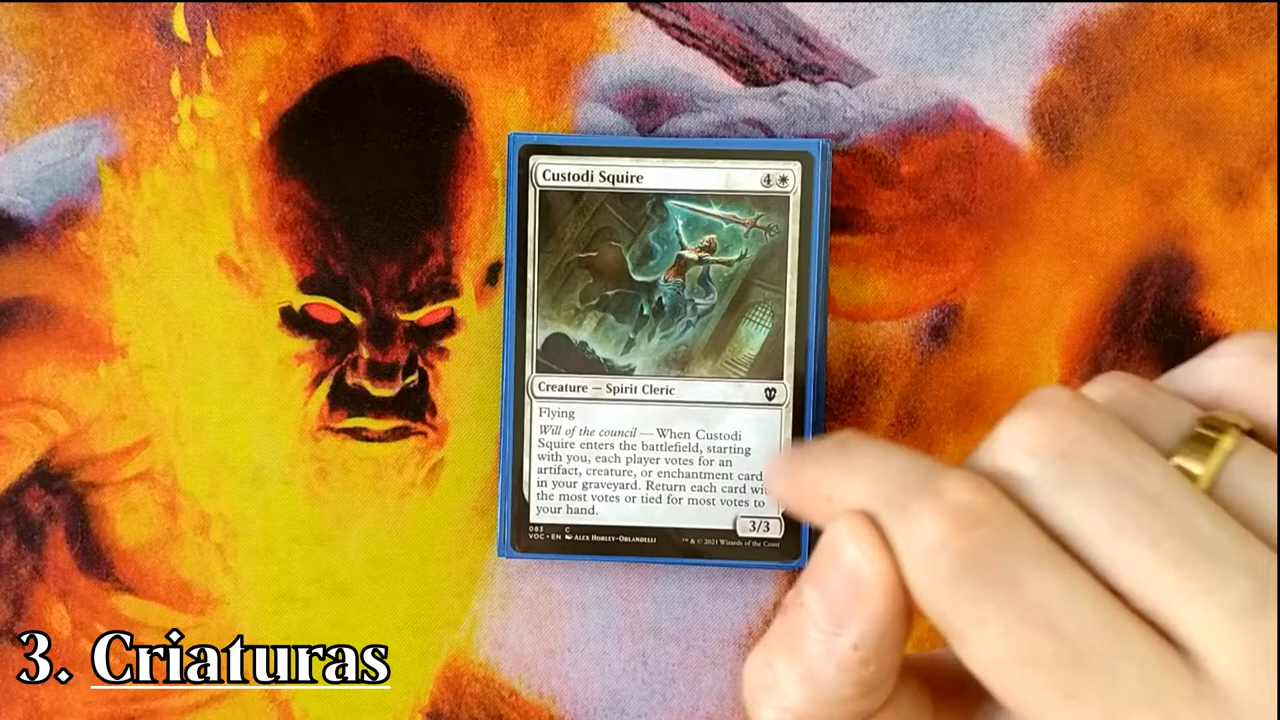 Custodi Squire
4
Creature — Spirit Cleric
Flying
Will of the council — When Custodi
Squire enters the battlefield, starting
with you, each player votes for an
artifact, creature, or enchantment card
in your graveyard. Return each card
the most votes or tied for most votes to
your hand.
3/3
083 C
VOC • EN Alex Horley-Orlandelli
™ & © 2021 Wizards of the Coast
3. Criaturas